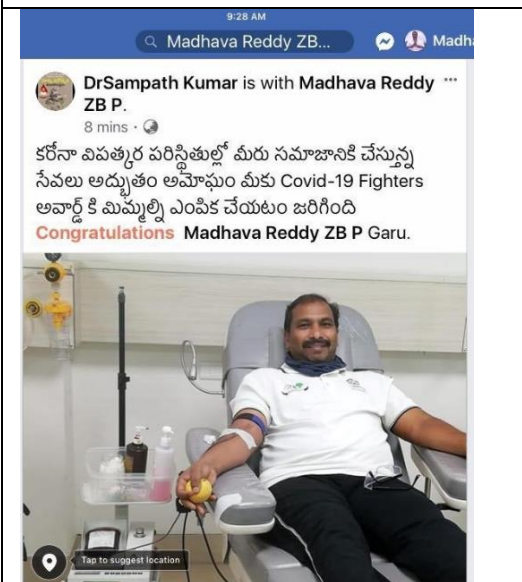 9:28 AM
Madhava Reddy ZB...
Madh
DrSampath Kumar is with Madhava Reddy
ZB P.
8 mins ·
కరోనా విపత్కర పరిస్థితుల్లో మీరు సమాజానికి చేస్తున్న
సేవలు అద్భుతం అమోఘం మీకు Covid-19 Fighters
అవార్డ్ కి మిమ్మల్ని ఎంపిక చేయటం జరిగింది
Congratulations Madhava Reddy ZB P Garu.
Tap to suggest location